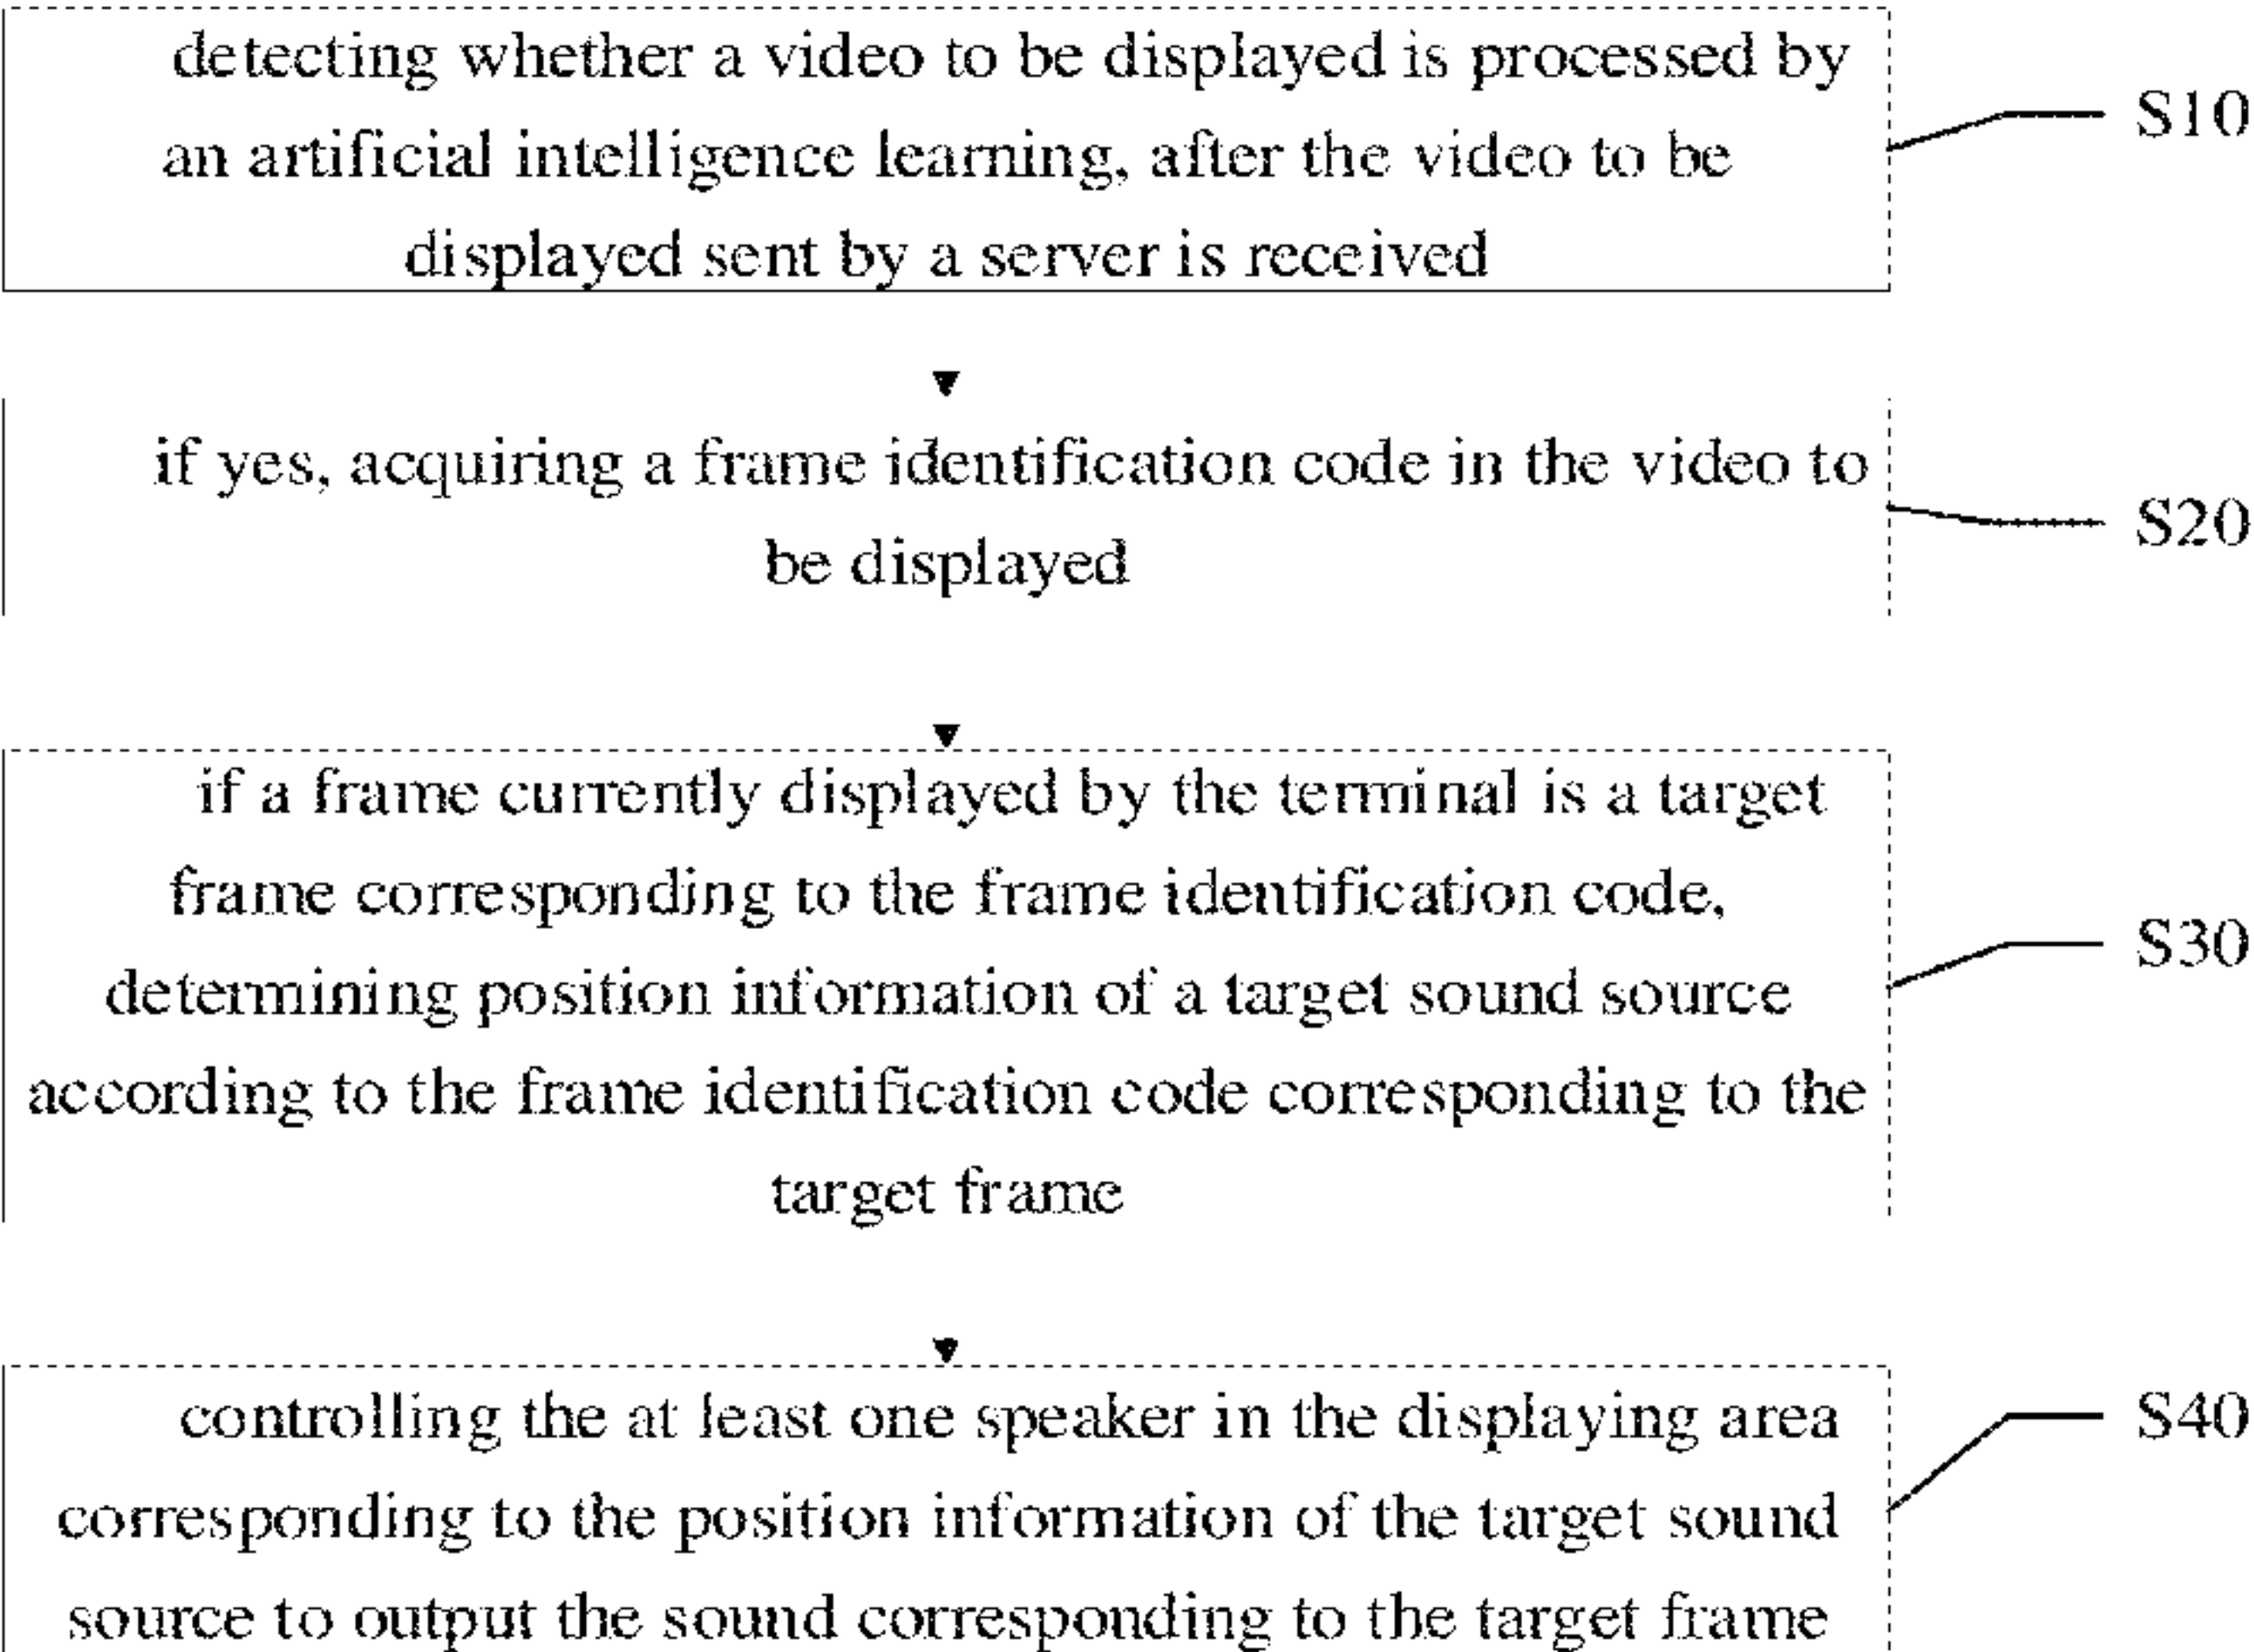 detecting whether a video to be displayed is processed by
an artificial intelligence learning, after the video to be
displayed sent by a server is received
S10
if yes, acquiring a frame identification code in the video to
be displayed
S20
if a frame currently displayed by the terminal is a target
frame corresponding to the frame identification code,
determining position information of a target sound source
according to the frame identification code corresponding to the
target frame
S30
controlling the at least one speaker in the displaying area
corresponding to the position information of the target sound
source to output the sound corresponding to the target frame
S40